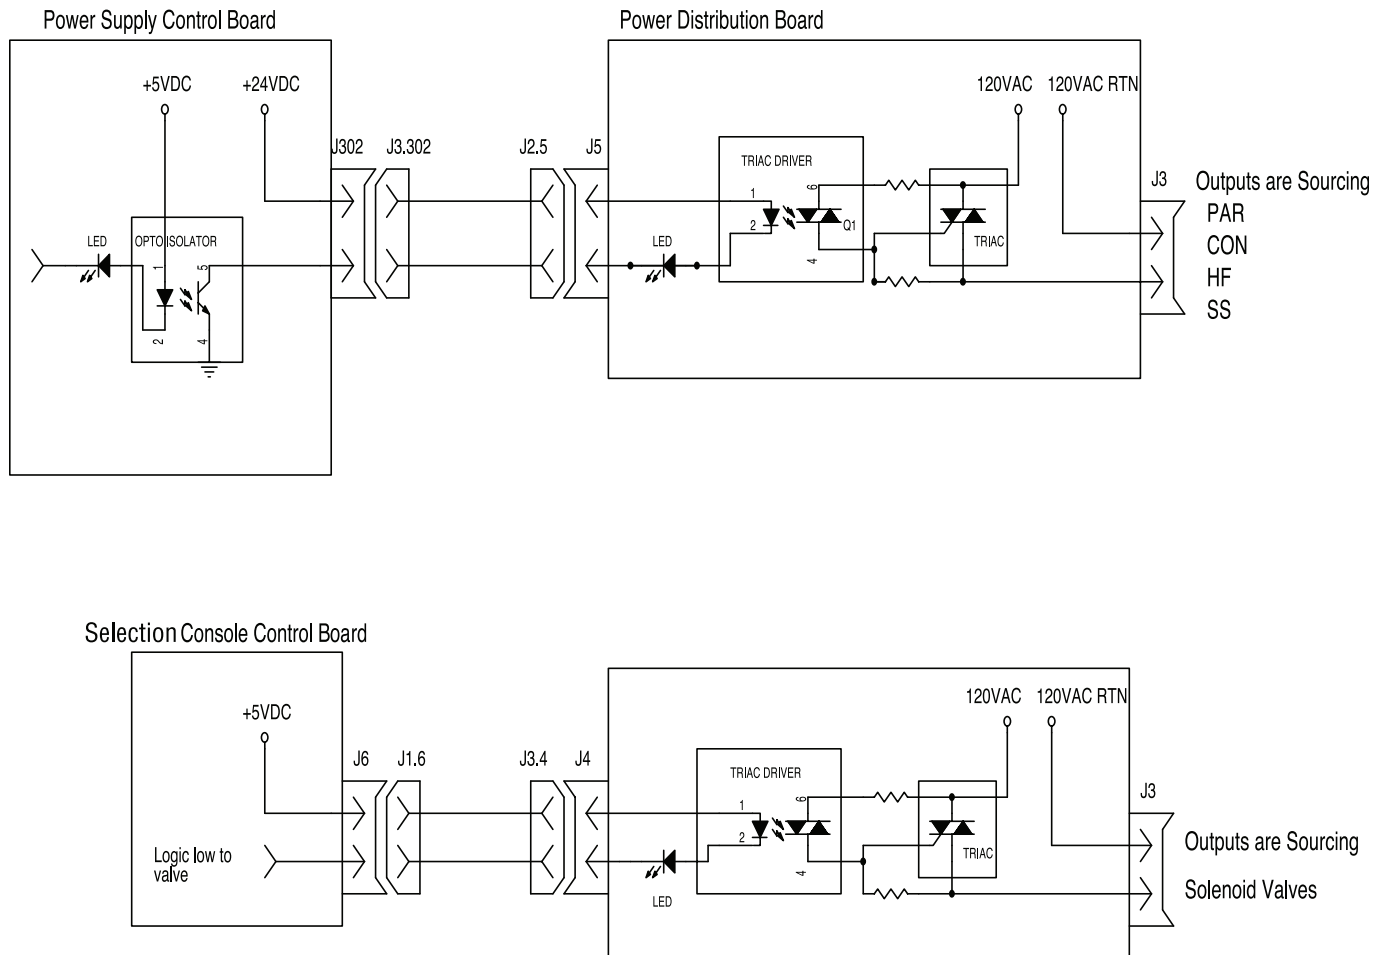 Power Supply Control Board
Power Distribution Board
+5VDC
+24VDC
120VAC
120VAC RTN
J302
J3.302
J2.5
J5
J3
TRIAC DRIVER
Outputs are Sourcing
PAR
CON
HF
SS
LED
OPTOISOLATOR
1
5
2
4
LED
1
2
6
4
Q1
TRIAC
Selection Console Control Board
+5VDC
120VAC
120VAC RTN
J6
J1.6
J3.4
J4
J3
TRIAC DRIVER
1
2
6
4
TRIAC
LED
Logic low to
valve
Outputs are Sourcing
Solenoid Valves